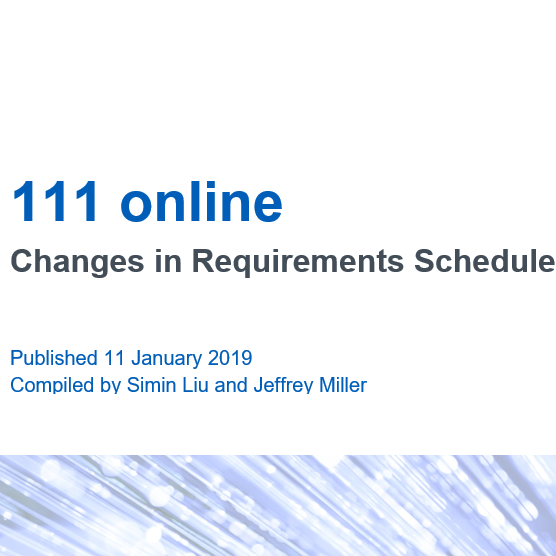 111 online
Changes in Requirements Schedule
Published 11 January 2019
Compiled by Simin Liu and Jeffrey Miller